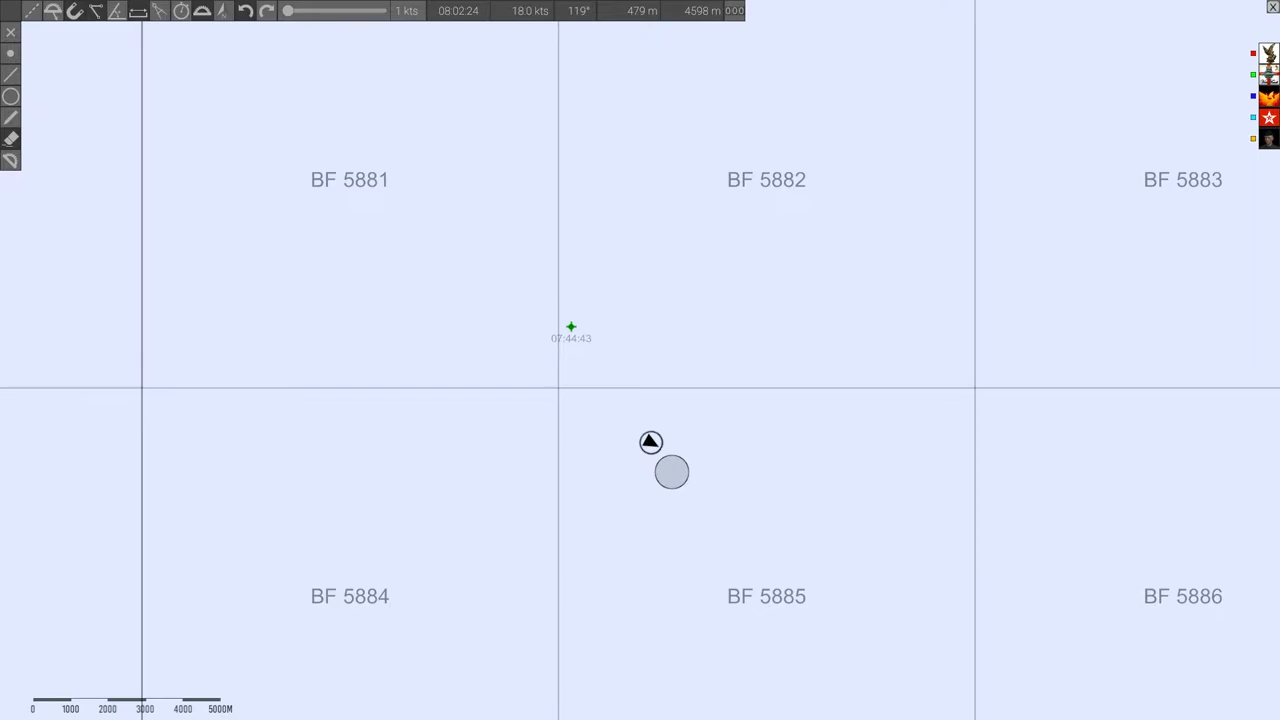 1 kts 08:02:24 18.0 kts 119° 479 m 4598 m 000
X
BF 5881 BF 5882 BF 5883
07:44:43
BF 5884 BF 5885 BF 5886
0 1000 2000 3000 4000 5000M